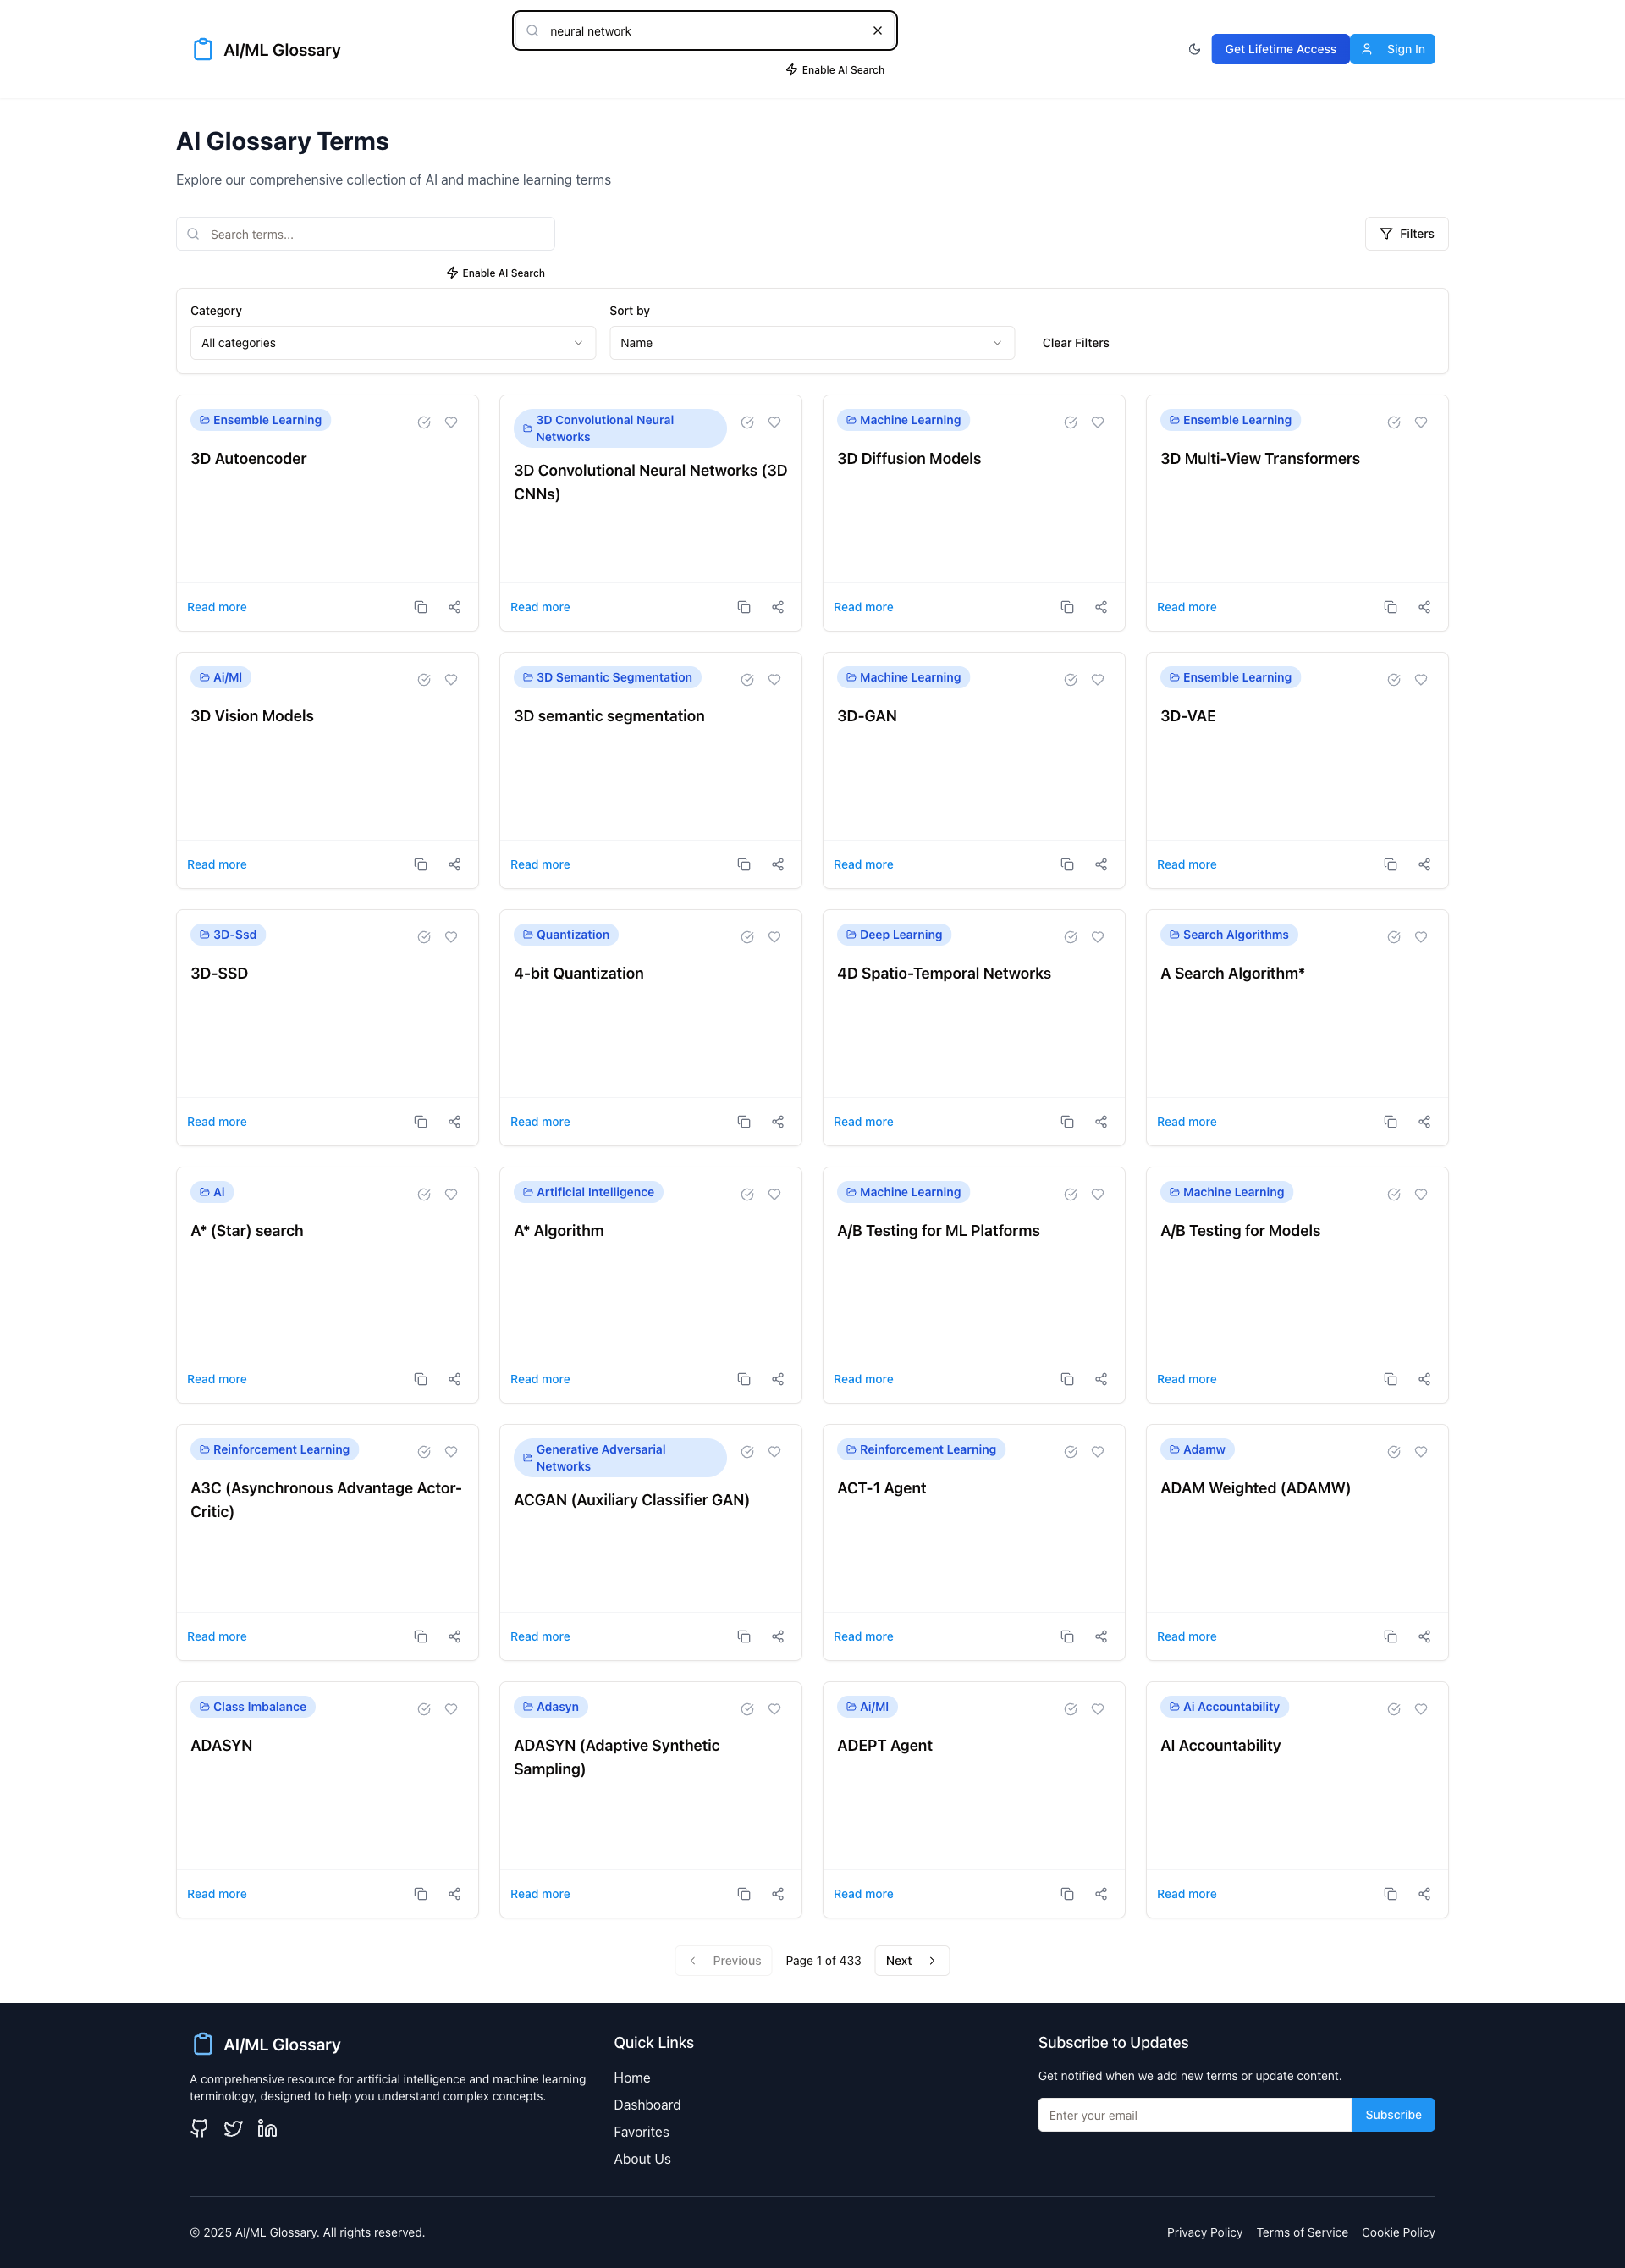 AI/ML Glossary
neural network
Enable AI Search
Get Lifetime Access
Sign In
AI Glossary Terms
Explore our comprehensive collection of AI and machine learning terms
Search terms...
Filters
Enable AI Search
Category
Sort by
All categories
Name
Clear Filters
Ensemble Learning
3D Autoencoder
Read more
3D Convolutional Neural
Networks
3D Convolutional Neural Networks (3D
CNNs)
Read more
Machine Learning
3D Diffusion Models
Read more
Ensemble Learning
3D Multi-View Transformers
Read more
Ai/Ml
3D Vision Models
Read more
3D Semantic Segmentation
3D semantic segmentation
Read more
Machine Learning
3D-GAN
Read more
Ensemble Learning
3D-VAE
Read more
3D-Ssd
3D-SSD
Read more
Quantization
4-bit Quantization
Read more
Deep Learning
4D Spatio-Temporal Networks
Read more
Search Algorithms
A Search Algorithm*
Read more
Ai
A* (Star) search
Read more
Artificial Intelligence
A* Algorithm
Read more
Machine Learning
A/B Testing for ML Platforms
Read more
Machine Learning
A/B Testing for Models
Read more
Reinforcement Learning
A3C (Asynchronous Advantage Actor-
Critic)
Read more
Generative Adversarial
Networks
ACGAN (Auxiliary Classifier GAN)
Read more
Reinforcement Learning
ACT-1 Agent
Read more
Adamw
ADAM Weighted (ADAMW)
Read more
Class Imbalance
ADASYN
Read more
Adasyn
ADASYN (Adaptive Synthetic
Sampling)
Read more
Ai/Ml
ADEPT Agent
Read more
Ai Accountability
AI Accountability
Read more
Previous
Page 1 of 433
Next
AI/ML Glossary
A comprehensive resource for artificial intelligence and machine learning
terminology, designed to help you understand complex concepts.
Quick Links
Home
Dashboard
Favorites
About Us
Subscribe to Updates
Get notified when we add new terms or update content.
Enter your email
Subscribe
© 2025 AI/ML Glossary. All rights reserved.
Privacy Policy
Terms of Service
Cookie Policy